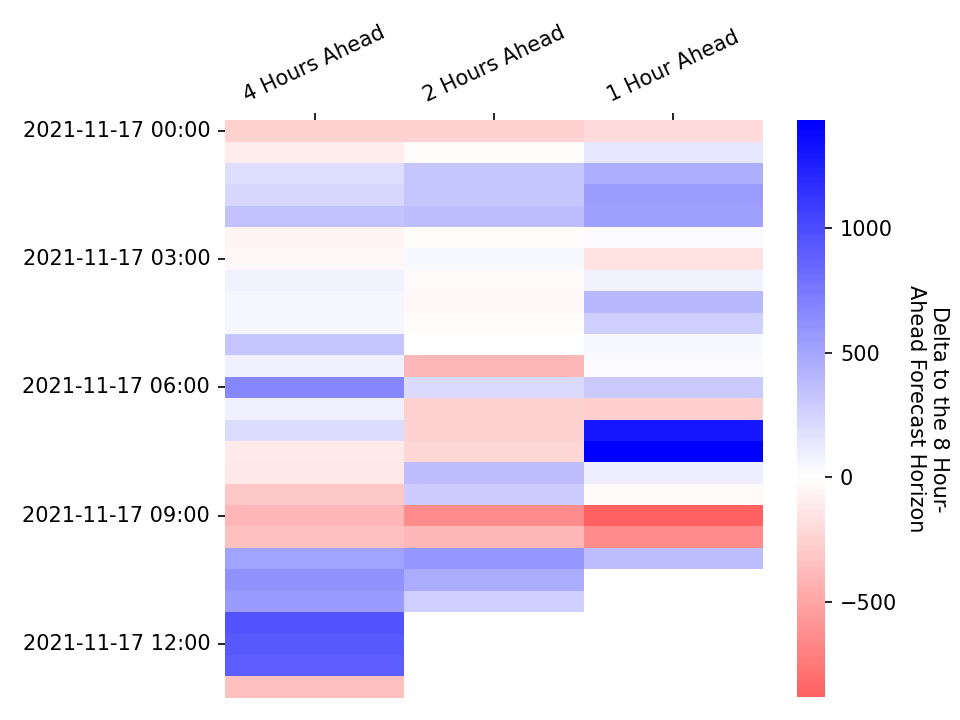 4 Hours Ahead
2 Hours Ahead
1 Hour Ahead
2021-11-17 00:00
2021-11-17 03:00
2021-11-17 06:00
2021-11-17 09:00
2021-11-17 12:00
1000
500
0
−500
Delta to the 8 Hour-
Ahead Forecast Horizon